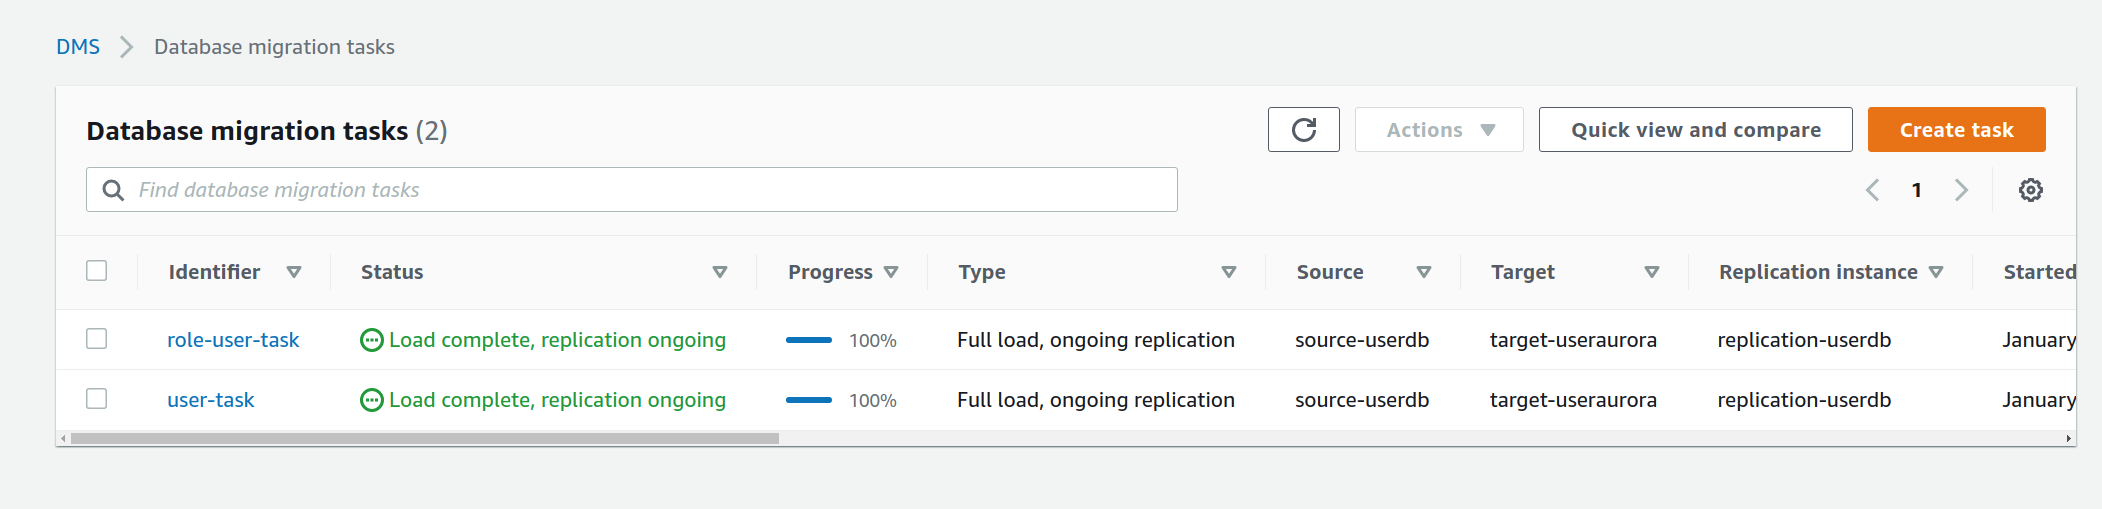 DMS > Database migration tasks
Database migration tasks (2)
Actions
Quick view and compare
Create task
Find database migration tasks
1
Identifier Status Progress Type Source Target Replication instance Started
role-user-task Load complete, replication ongoing 100% Full load, ongoing replication source-userdb target-useraurora replication-userdb January
user-task Load complete, replication ongoing 100% Full load, ongoing replication source-userdb target-useraurora replication-userdb January